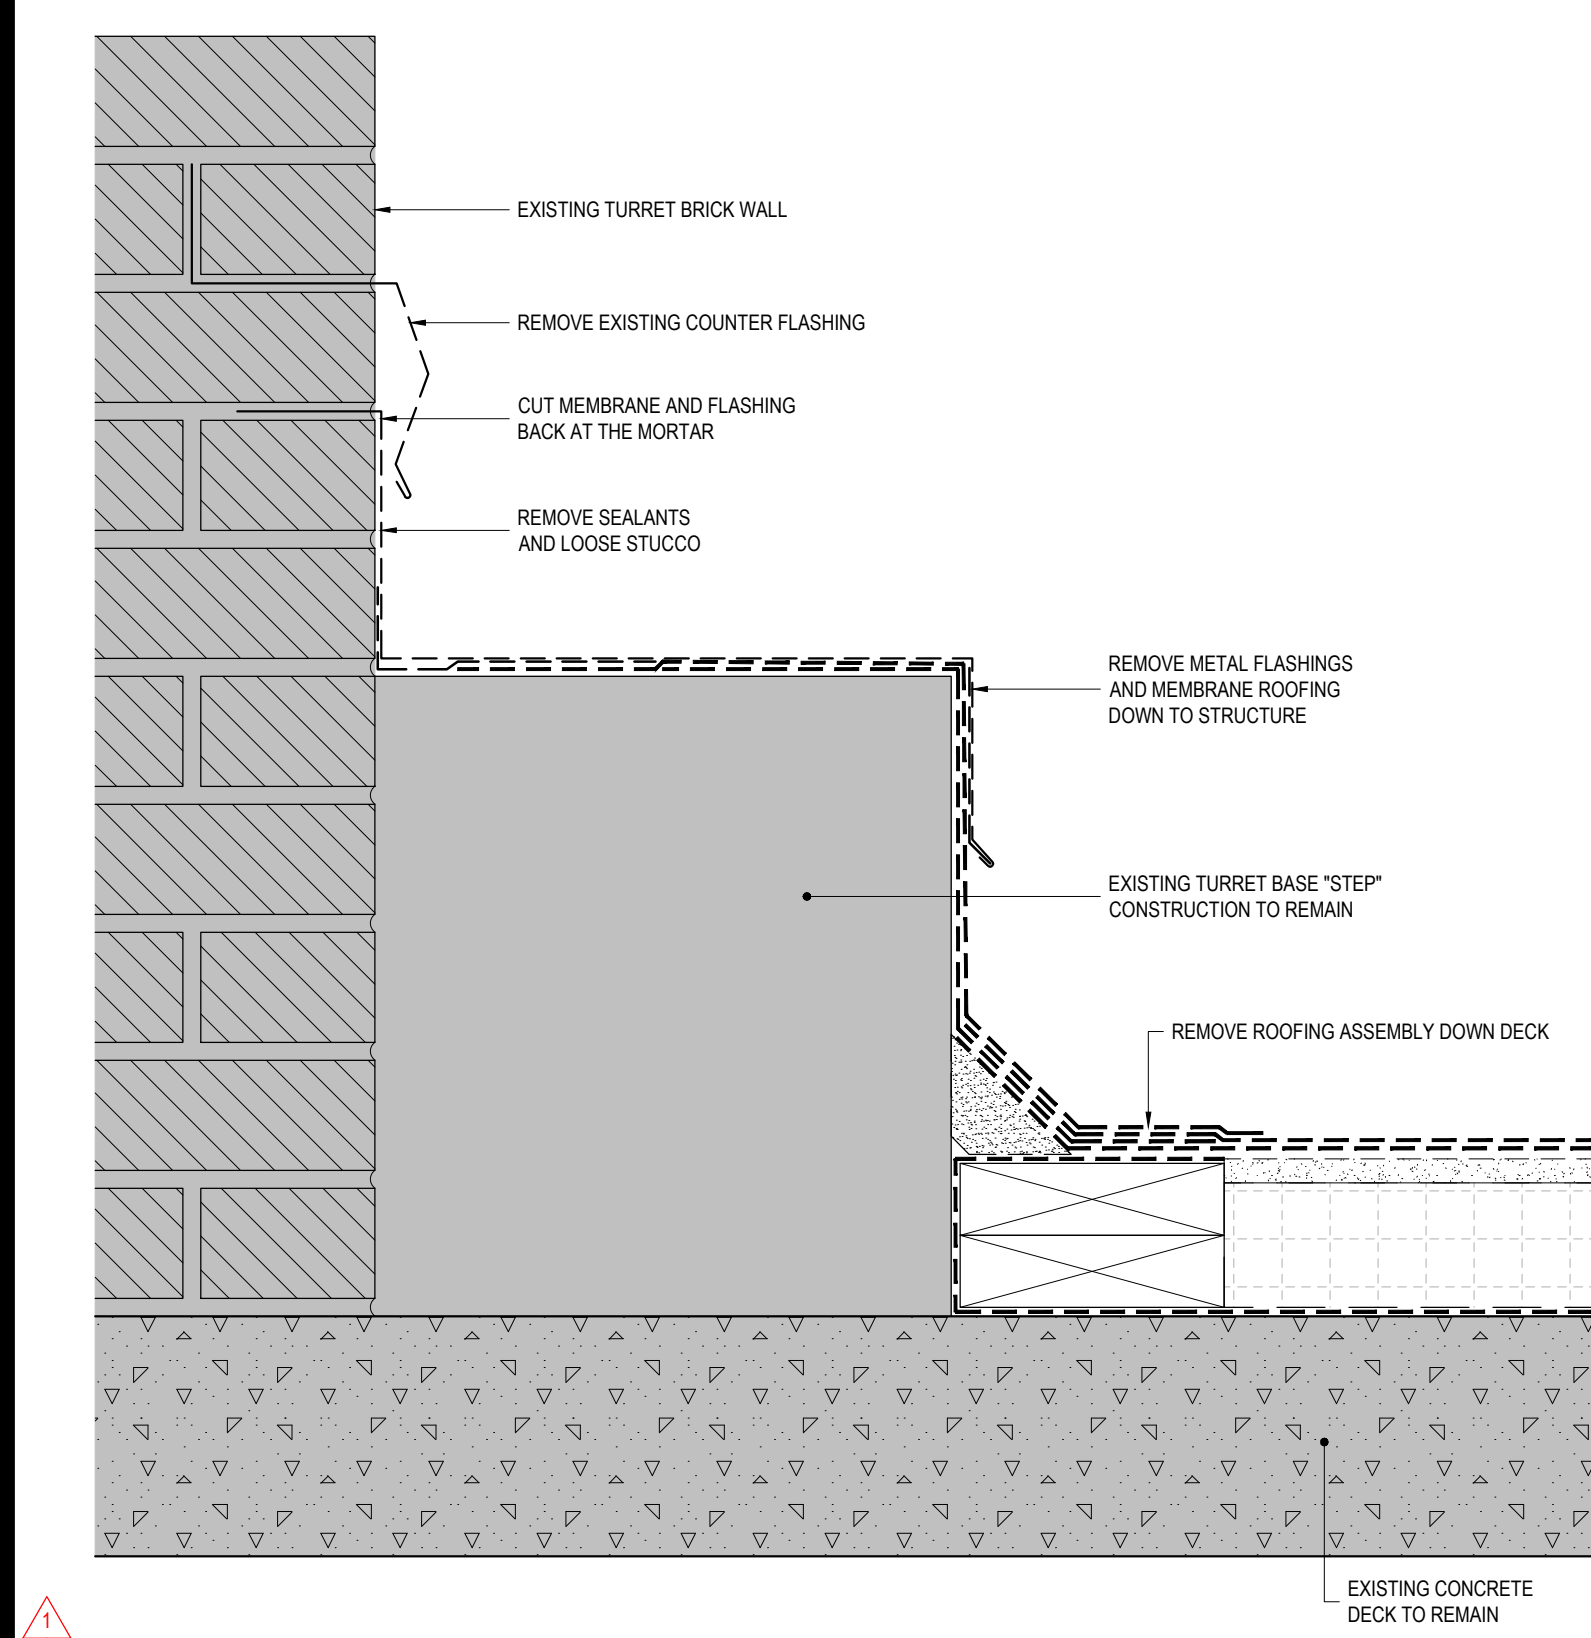 EXISTING TURRET BRICK WALL
REMOVE EXISTING COUNTER FLASHING
CUT MEMBRANE AND FLASHING
BACK AT THE MORTAR
REMOVE SEALANTS
AND LOOSE STUCCO
REMOVE METAL FLASHINGS
AND MEMBRANE ROOFING
DOWN TO STRUCTURE
EXISTING TURRET BASE "STEP"
CONSTRUCTION TO REMAIN
REMOVE ROOFING ASSEMBLY DOWN DECK
EXISTING CONCRETE
DECK TO REMAIN
1